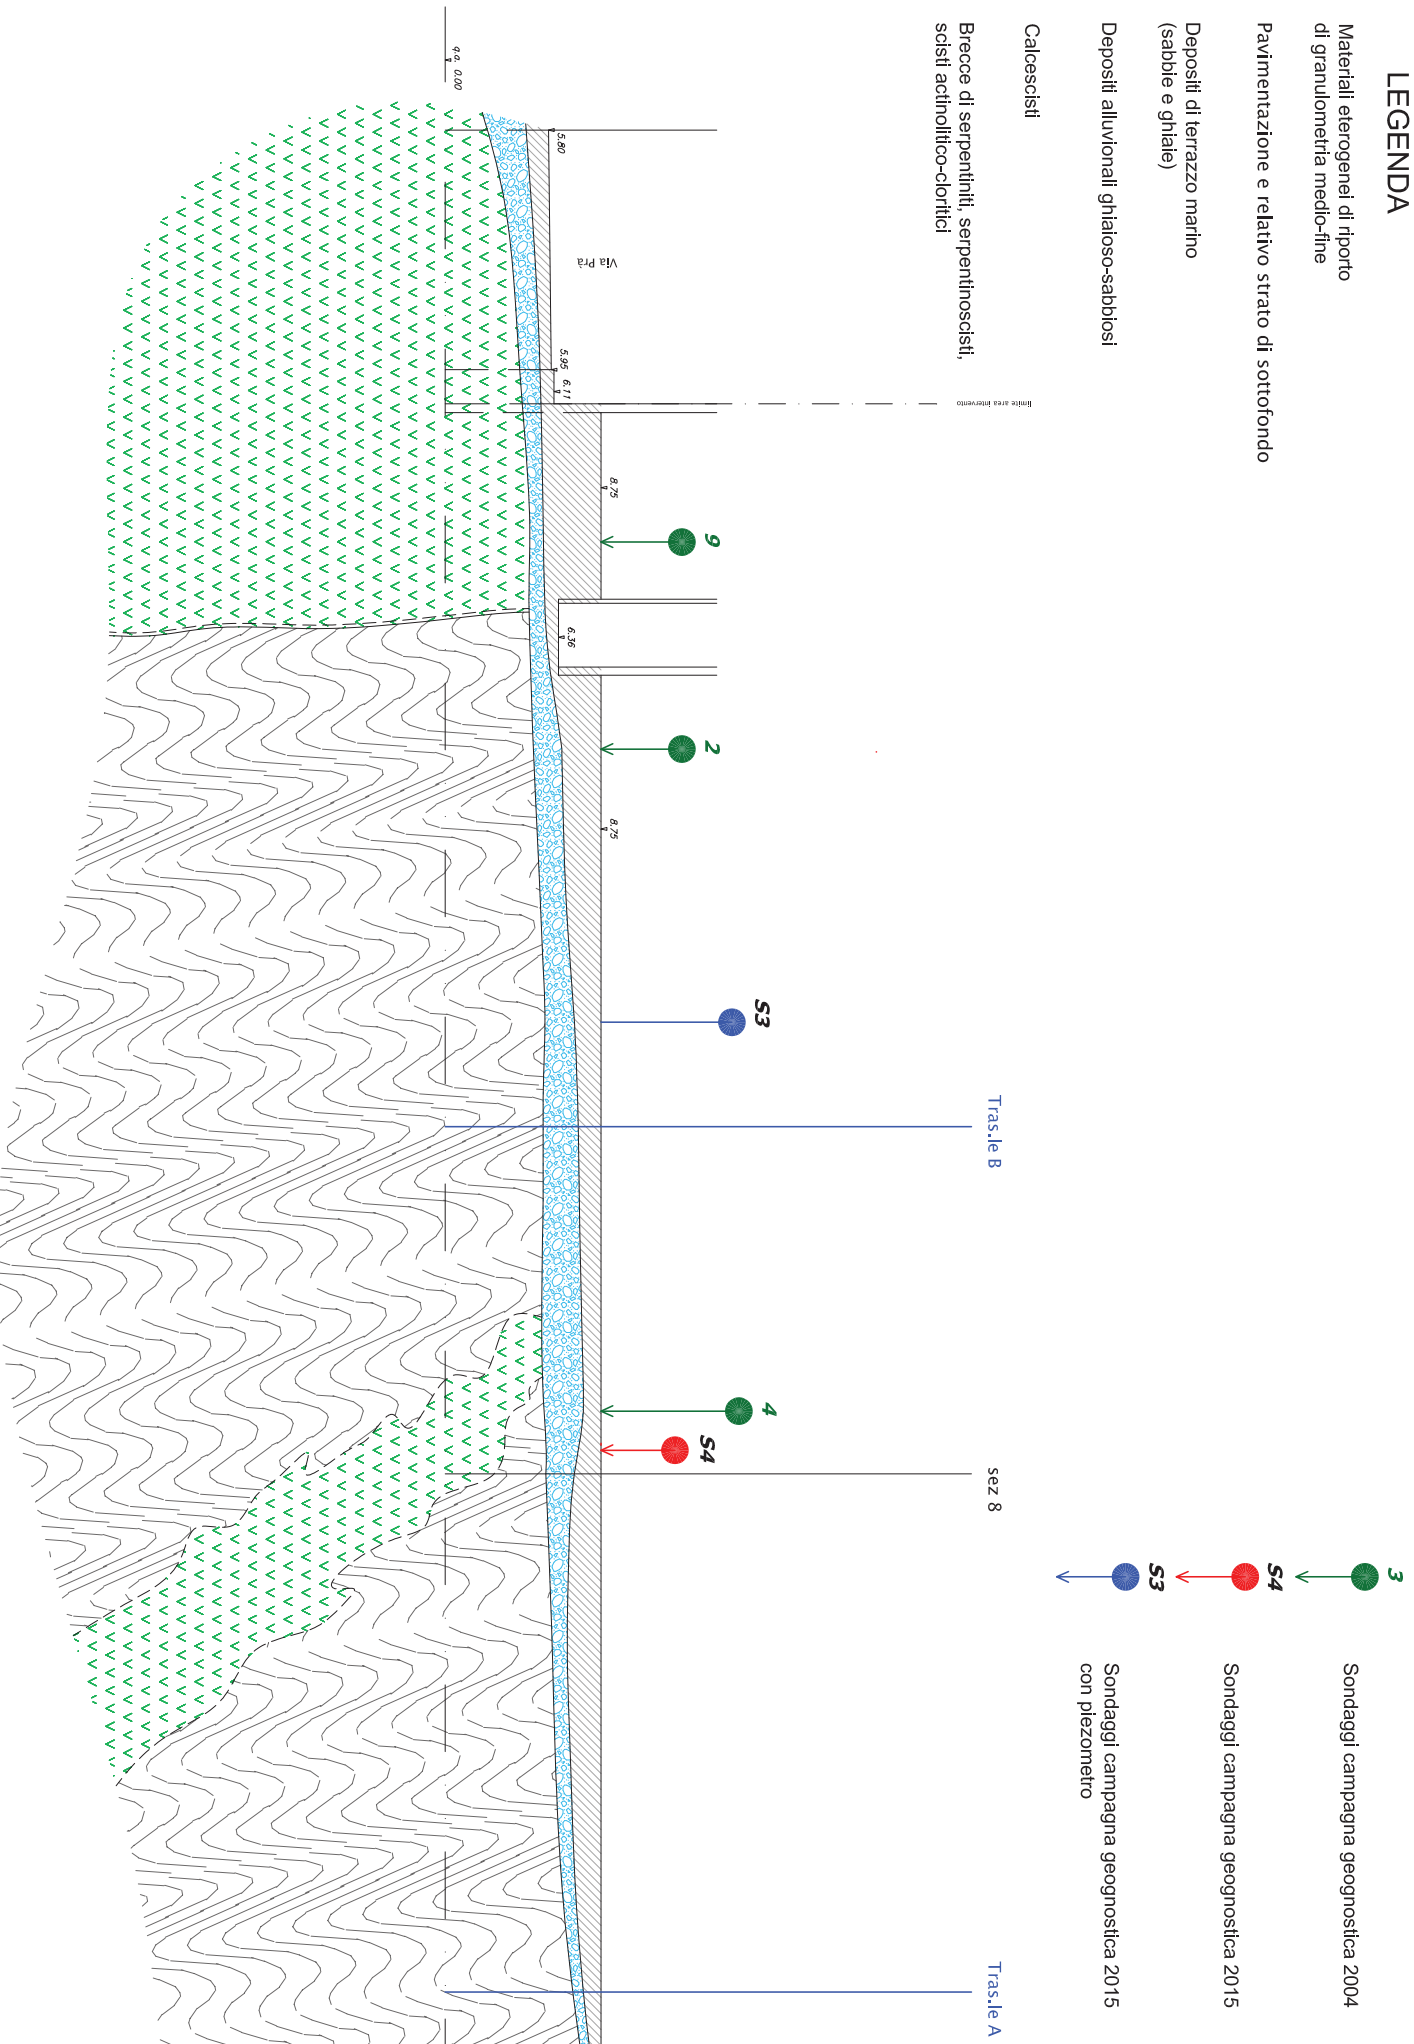 LEGENDA
Materiali eterogenei di riporto
di granulometria medio-fine
Pavimentazione e relativo strato di sottofondo
Depositi di terrazzo marino
(sabbie e ghiaie)
Depositi alluvionali ghiaioso-sabbiosi
Calcescisti
Brecce di serpentiniti, serpentinoscisti,
scisti actinolitico-cloritici
3
Sondaggi campagna geognostica 2004
S4
Sondaggi campagna geognostica 2015
S3
Sondaggi campagna geognostica 2015
con piezometro
limite area intervento
Tras.le B
sez 8
Tras.le A
9
2
S3
4
S4
Via Prà
8.75
8.75
5.80
5.95
6.11
6.36
q.a. 0.00